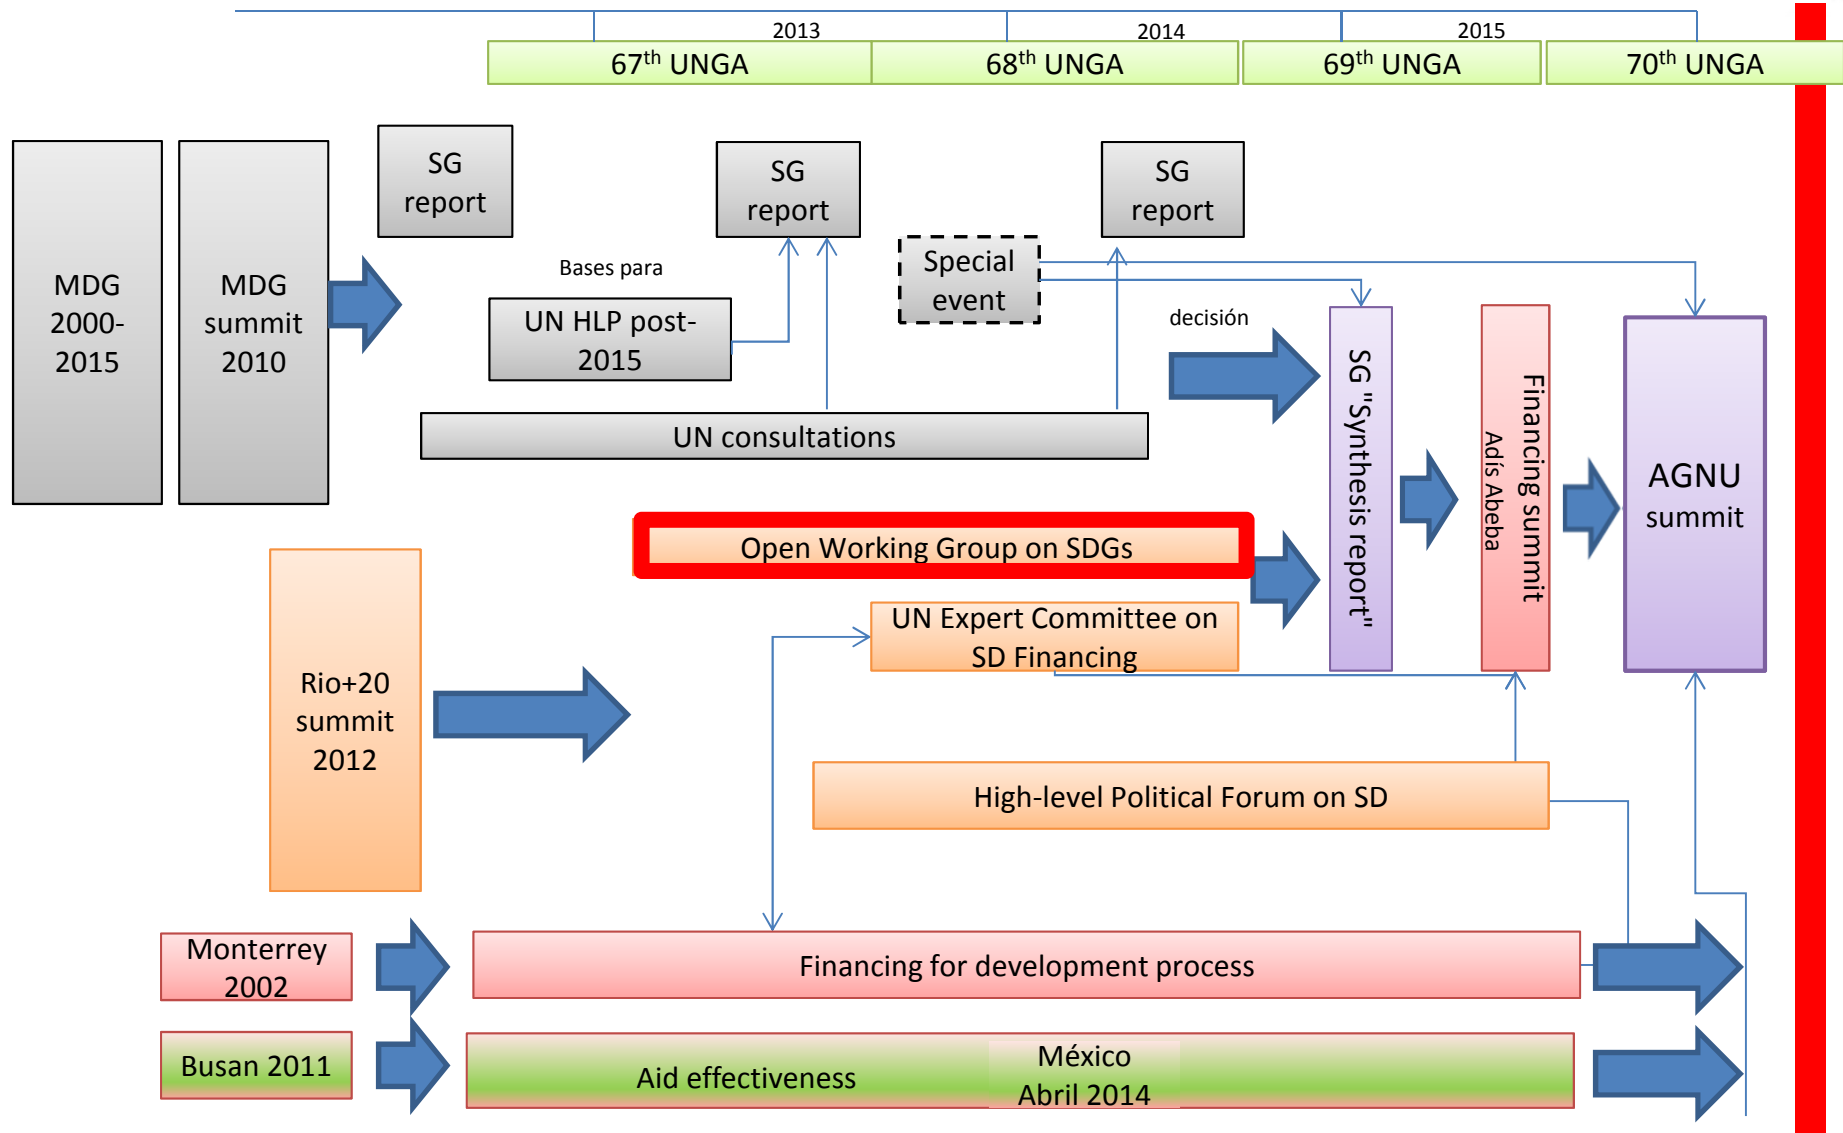 2013
2014
2015
67th UNGA
68th UNGA
69th UNGA
70th UNGA
MDG
2000-
2015
MDG
summit
2010
SG
report
SG
report
SG
report
Special
event
Bases para
UN HLP post-
2015
decisión
UN consultations
SG "Synthesis report"
Financing summit
Adís Abeba
AGNU
summit
Open Working Group on SDGs
UN Expert Committee on
SD Financing
Rio+20
summit
2012
High-level Political Forum on SD
Monterrey
2002
Financing for development process
Busan 2011
Aid effectiveness
México
Abril 2014